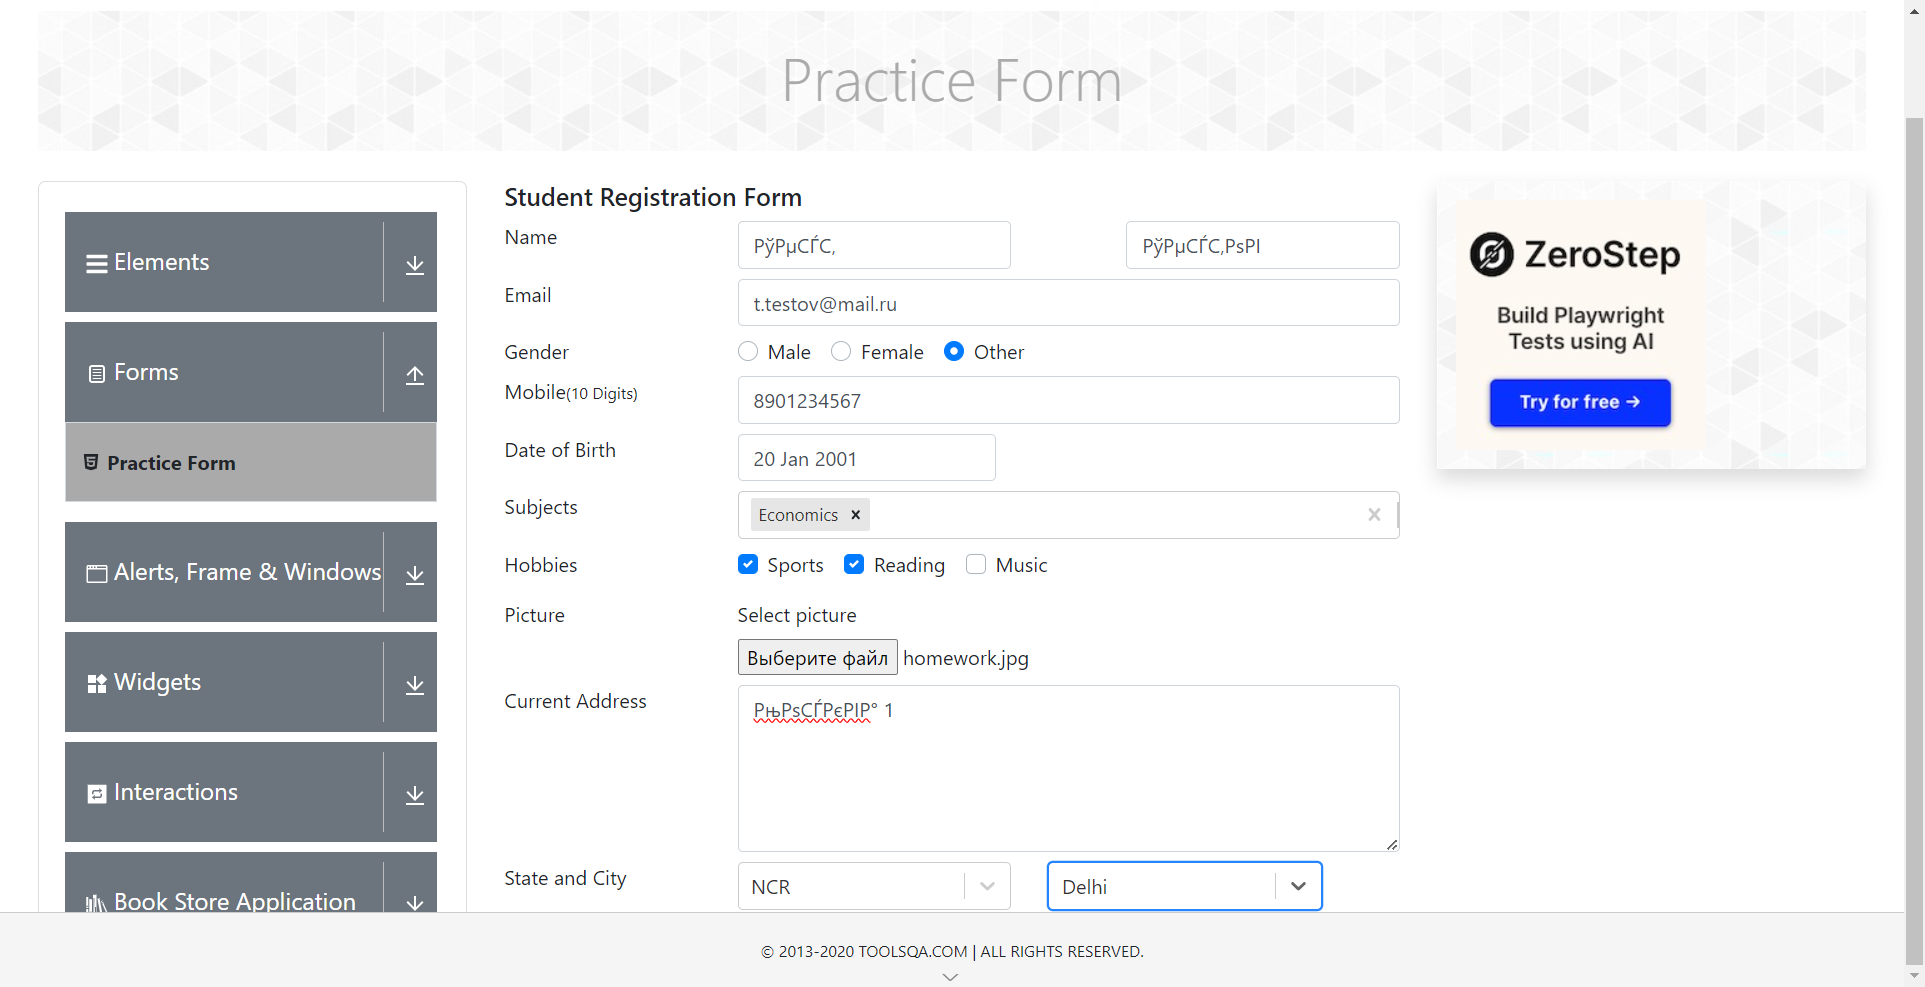 Practice Form
Elements
Forms
Practice Form
Alerts, Frame & Windows
Widgets
Interactions
Book Store Application
Student Registration Form
Name
РўРµСЃС‚
РўРµСЃС‚РѕРІ
Email
t.testov@mail.ru
Gender
Male
Female
Other
Mobile(10 Digits)
8901234567
Date of Birth
20 Jan 2001
Subjects
Economics
Hobbies
Sports
Reading
Music
Picture
Select picture
Выберите файл homework.jpg
Current Address
РњРѕСЃРєРІР° 1
State and City
NCR
Delhi
ZeroStep
Build Playwright
Tests using AI
Try for free →
© 2013-2020 TOOLSQA.COM | ALL RIGHTS RESERVED.